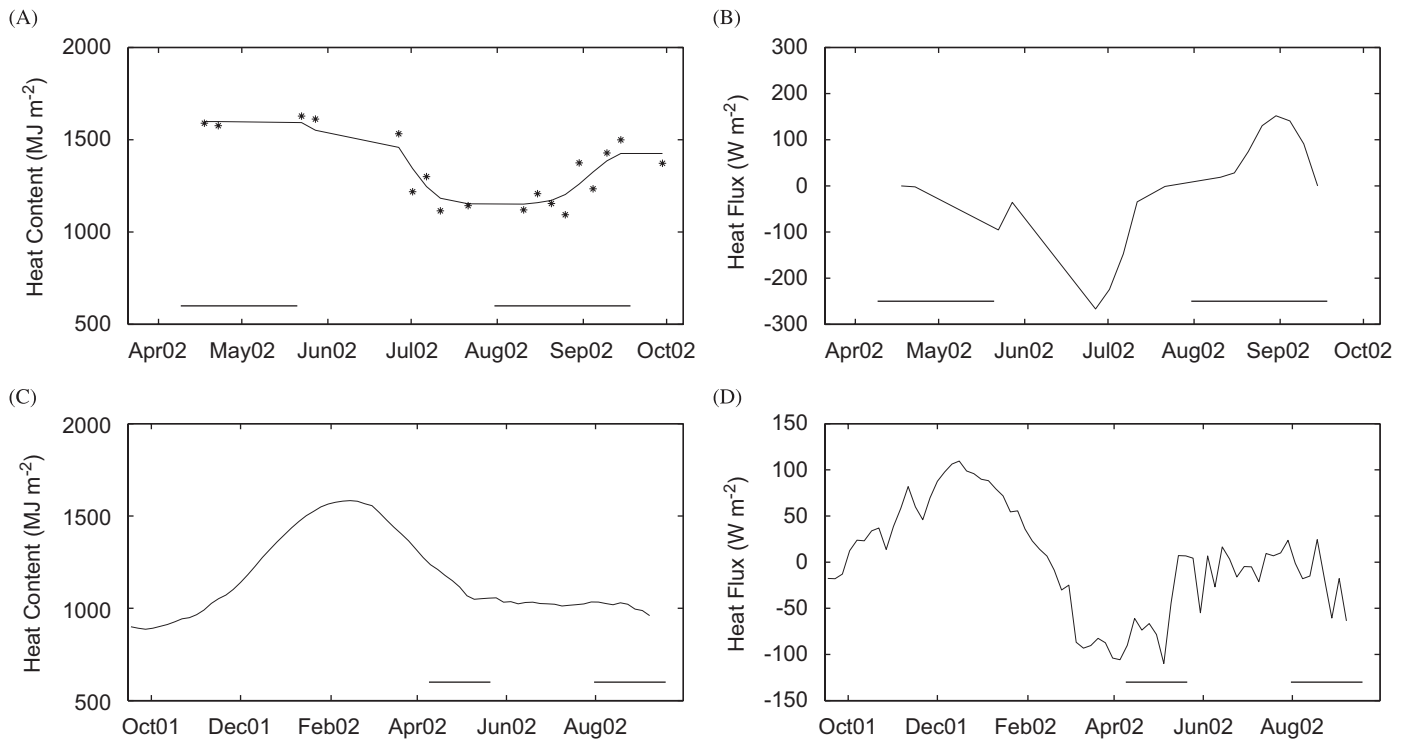 (A)
2000
1500
1000
500
Heat Content (MJ m-2)
Apr02 May02 Jun02 Jul02 Aug02 Sep02 Oct02
(B)
300
200
100
0
-100
-200
-300
Heat Flux (W m-2)
Apr02 May02 Jun02 Jul02 Aug02 Sep02 Oct02
(C)
2000
1500
1000
500
Heat Content (MJ m-2)
Oct01 Dec01 Feb02 Apr02 Jun02 Aug02
(D)
150
100
50
0
-50
-100
-150
Heat Flux (W m-2)
Oct01 Dec01 Feb02 Apr02 Jun02 Aug02